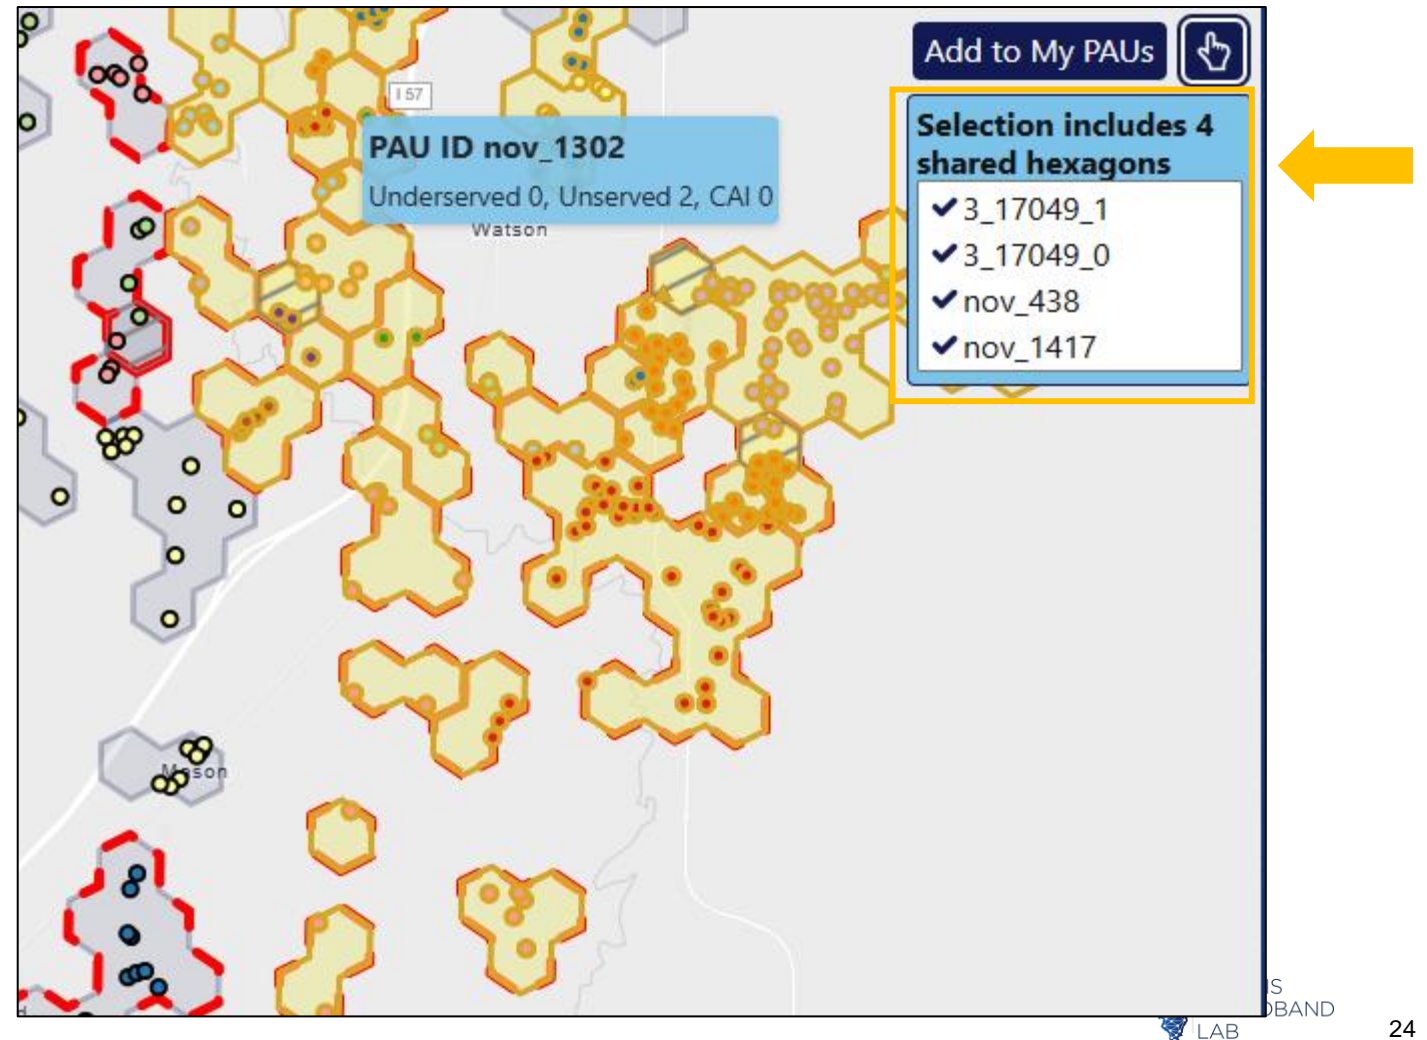 Add to My PAUs
I 57
Selection includes 4
shared hexagons
3_17049_1
3_17049_0
nov_438
nov_1417
PAU ID nov_1302
Underserved 0, Unserved 2, CAI 0
Watson
Mason
LAB
24